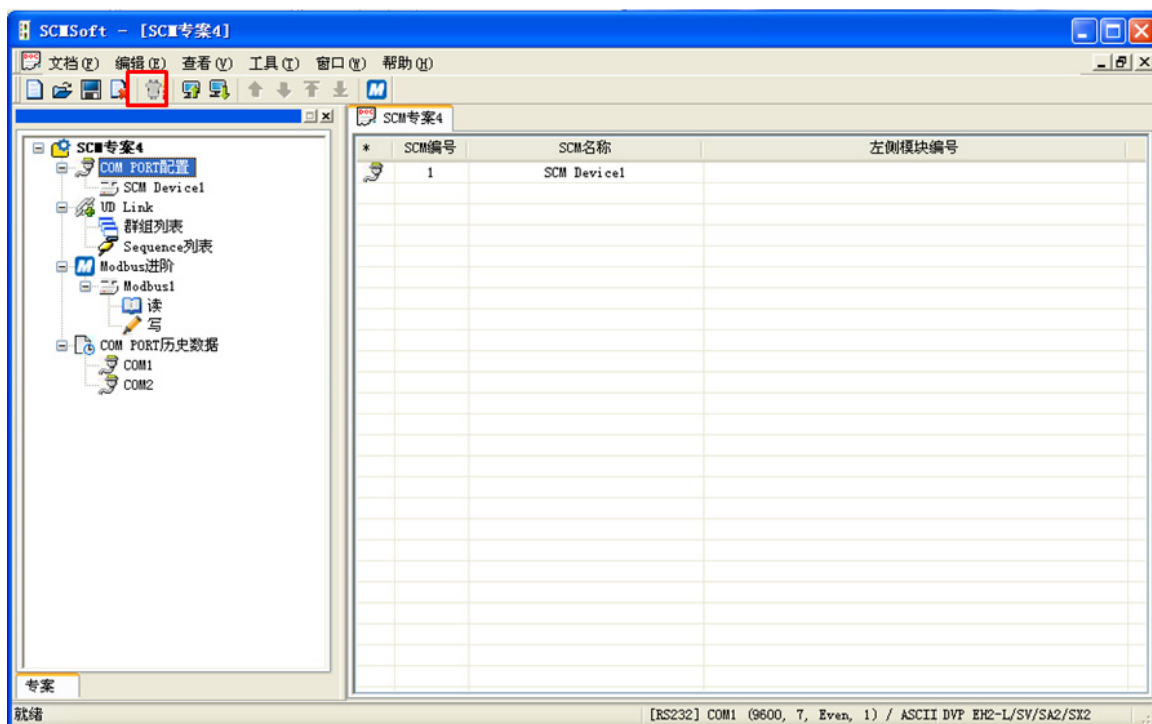 SCMSoft - [SCM专案4]
文档(F) 编辑(E) 查看(V) 工具(T) 窗口(W) 帮助(H)
SCM专案4
SCM专案4
COM PORT配置
SCM Device1
UD Link
群组列表
Sequence列表
Modbus进阶
Modbus1
读
写
COM PORT历史数据
COM1
COM2
专案
* SCM编号 SCM名称 左侧模块编号
1 SCM Device1
就绪
[RS232] COM1 (9600, 7, Even, 1) / ASCII DVP EH2-L/SV/SA2/SX2